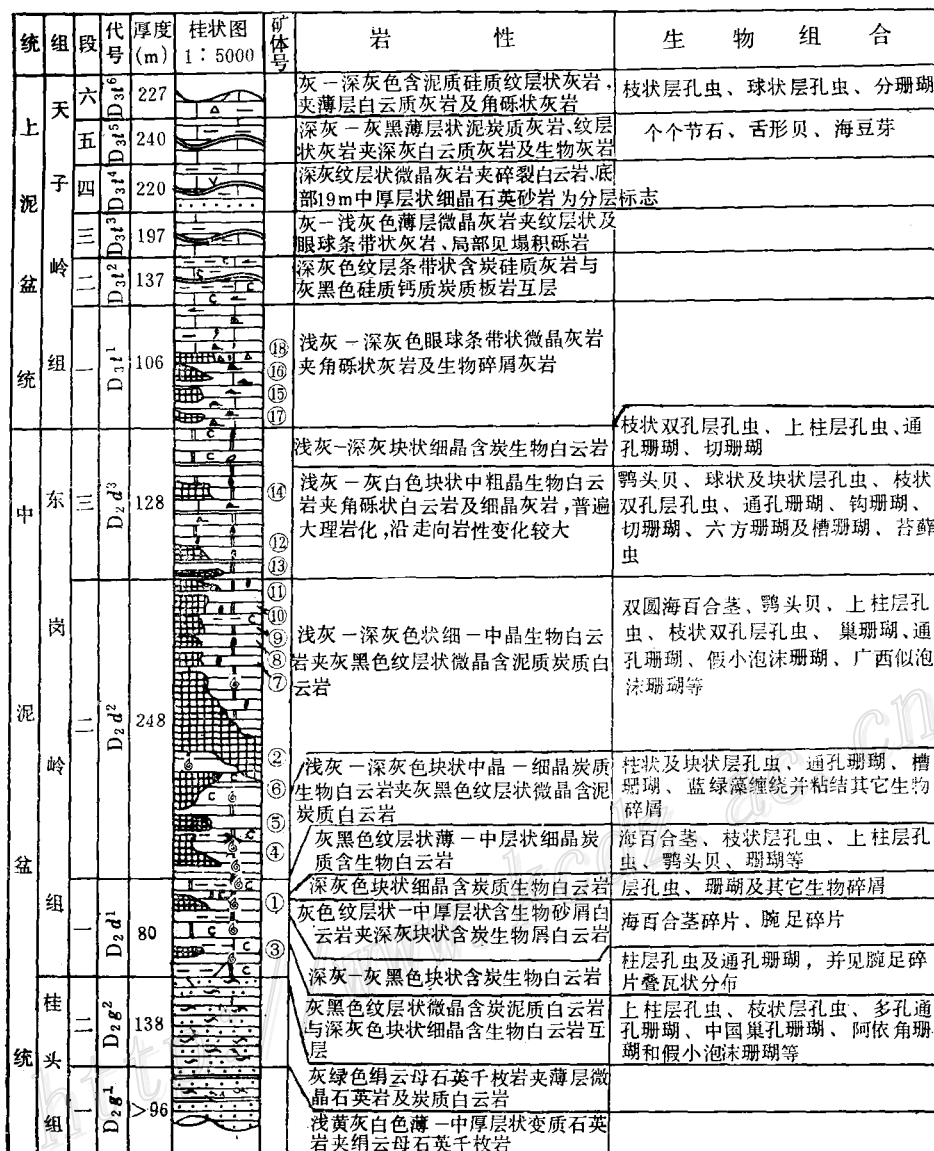 统 组 段 代号 厚度(m) 柱状图 1：5000 矿体号 岩 性 生 物 组 合
上泥盆统
天子岭组
六 D₃t⁶ 227
灰－深灰色含泥质硅质纹层状灰岩，
夹薄层白云质灰岩及角砾状灰岩
枝状层孔虫、球状层孔虫、分珊瑚
五 D₃t⁵ 240
深灰－灰黑薄层状泥炭质灰岩、纹层
状灰岩夹深灰白云质灰岩及生物灰岩
个个节石、舌形贝、海豆芽
四 D₃t⁴ 220
深灰纹层状微晶灰岩夹碎裂白云岩、底
部19m中厚层状细晶石英砂岩为分层标志
三 D₃t³ 197
灰－浅灰色薄层微晶灰岩夹纹层状及
眼球条带状灰岩、局部见塌积砾岩
二 D₃t² 137
深灰色纹层条带状含炭硅质灰岩与
灰黑色硅质钙质炭质板岩互层
一 D₃t¹ 106
⑱
⑯
⑮
⑰
浅灰－深灰色眼球条带状微晶灰岩
夹角砾状灰岩及生物碎屑灰岩
中泥盆统
东岗岭组
三 D₂d³ 128
⑭
⑫
⑬
浅灰－深灰块状细晶含炭生物白云岩
枝状双孔层孔虫、上柱层孔虫、通
孔珊瑚、切珊瑚
浅灰－灰白色块状中粗晶生物白云
岩夹角砾状白云岩及细晶灰岩，普遍
大理岩化，沿走向岩性变化较大
鹗头贝、球状及块状层孔虫、枝状
双孔层孔虫、通孔珊瑚、钩珊瑚、
切珊瑚、六方珊瑚及槽珊瑚、苔藓
虫
二 D₂d² 248
⑪
⑩
⑨
⑧
⑦
②
⑥
⑤
④
浅灰－深灰色状细－中晶生物白云
岩夹灰黑色纹层状微晶含泥质炭质白
云岩
双圆海百合茎、鹗头贝、上柱层孔
虫、枝状双孔层孔虫、巢珊瑚、通
孔珊瑚、假小泡沫珊瑚、广西似泡
沫珊瑚等
浅灰－深灰色块状中晶－细晶炭质
生物白云岩夹灰黑色纹层状微晶含泥
炭质白云岩
柱状及块状层孔虫、通孔珊瑚、槽
珊瑚、蓝绿藻缠绕并粘结其它生物
碎屑
灰黑色纹层状薄－中层状细晶炭
质含生物白云岩
海百合茎、枝状层孔虫、上柱层孔
虫、鹗头贝、珊瑚等
一 D₂d¹ 80
①
③
深灰色块状细晶含炭质生物白云岩
层孔虫、珊瑚及其它生物碎屑
灰色纹层状－中厚层状含生物砂屑白
云岩夹深灰块状含炭生物屑白云岩
海百合茎碎片、腕足碎片
深灰－灰黑色块状含炭生物白云岩
柱层孔虫及通孔珊瑚，并见腕足碎
片叠瓦状分布
灰黑色纹层状微晶含炭泥质白云岩
与深灰色块状细晶含生物白云岩互
层
上柱层孔虫、枝状层孔虫、多孔通
孔珊瑚、中国巢孔珊瑚、阿依角珊
瑚和假小泡沫珊瑚等
桂头组
二 D₂g² 138
灰绿色绢云母石英千枚岩夹薄层微
晶石英岩及炭质白云岩
一 D₂g¹ >96
浅黄灰白色薄－中厚层状变质石英
岩夹绢云母石英千枚岩